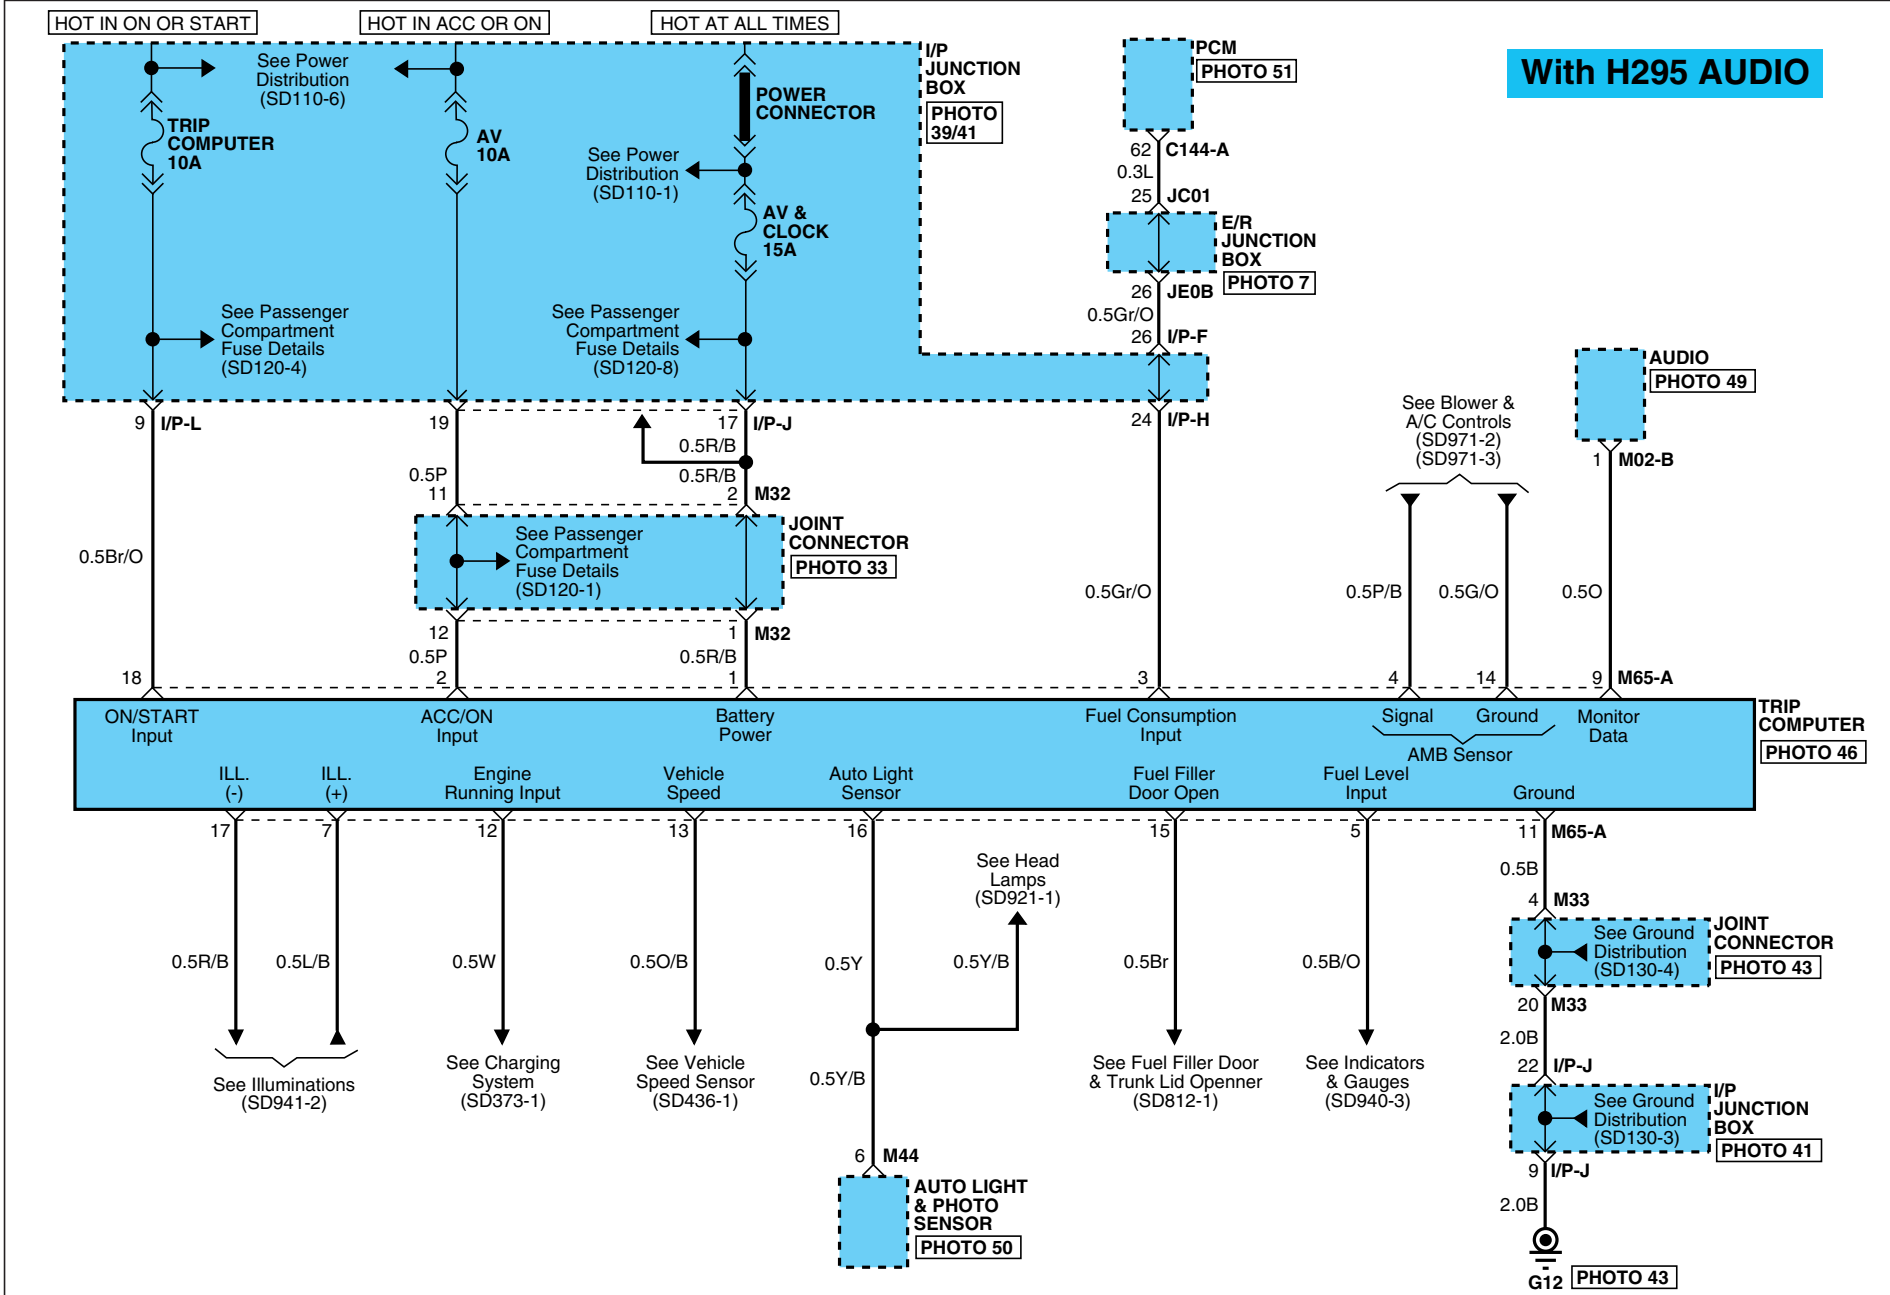 HOT IN ON OR START
HOT IN ACC OR ON
HOT AT ALL TIMES
With H295 AUDIO
See Power
Distribution
(SD110-6)
TRIP
COMPUTER
10A
AV
10A
POWER
CONNECTOR
See Power
Distribution
(SD110-1)
AV &
CLOCK
15A
I/P
JUNCTION
BOX
PHOTO
39/41
See Passenger
Compartment
Fuse Details
(SD120-4)
See Passenger
Compartment
Fuse Details
(SD120-8)
PCM
PHOTO 51
62 C144-A
0.3L
25 JC01
E/R
JUNCTION
BOX
PHOTO 7
26 JE0B
0.5Gr/O
26 I/P-F
9 I/P-L
19
17 I/P-J
24 I/P-H
0.5R/B
0.5P
0.5R/B
11
2 M32
See Passenger
Compartment
Fuse Details
(SD120-1)
JOINT
CONNECTOR
PHOTO 33
0.5Br/O
12
1 M32
0.5P
0.5R/B
0.5Gr/O
See Blower &
A/C Controls
(SD971-2)
(SD971-3)
0.5P/B
0.5G/O
AUDIO
PHOTO 49
1 M02-B
0.5O
18
2
1
3
4
14
9 M65-A
ON/START
Input
ACC/ON
Input
Battery
Power
Fuel Consumption
Input
Signal
Ground
AMB Sensor
Monitor
Data
TRIP
COMPUTER
PHOTO 46
ILL.
(-)
ILL.
(+)
Engine
Running Input
Vehicle
Speed
Auto Light
Sensor
Fuel Filler
Door Open
Fuel Level
Input
Ground
17
7
12
13
16
15
5
11 M65-A
0.5R/B
0.5L/B
0.5W
0.5O/B
0.5Y
0.5Y/B
0.5Br
0.5B/O
See Head
Lamps
(SD921-1)
See Illuminations
(SD941-2)
See Charging
System
(SD373-1)
See Vehicle
Speed Sensor
(SD436-1)
0.5Y/B
6 M44
AUTO LIGHT
& PHOTO
SENSOR
PHOTO 50
See Fuel Filler Door
& Trunk Lid Openner
(SD812-1)
See Indicators
& Gauges
(SD940-3)
0.5B
4 M33
See Ground
Distribution
(SD130-4)
JOINT
CONNECTOR
PHOTO 43
20 M33
2.0B
22 I/P-J
See Ground
Distribution
(SD130-3)
I/P
JUNCTION
BOX
PHOTO 41
9 I/P-J
2.0B
G12 PHOTO 43